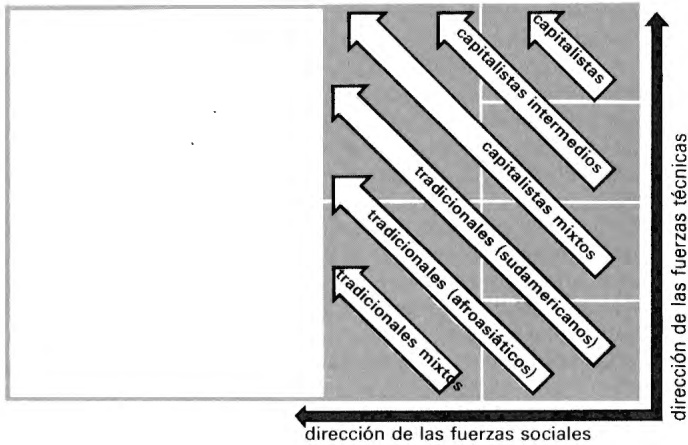 capitalistas
capitalistas intermedios
capitalistas mixtos
tradicionales (sudamericanos)
tradicionales (afroasiáticos)
tradicionales mixtos
dirección de las fuerzas técnicas
dirección de las fuerzas sociales